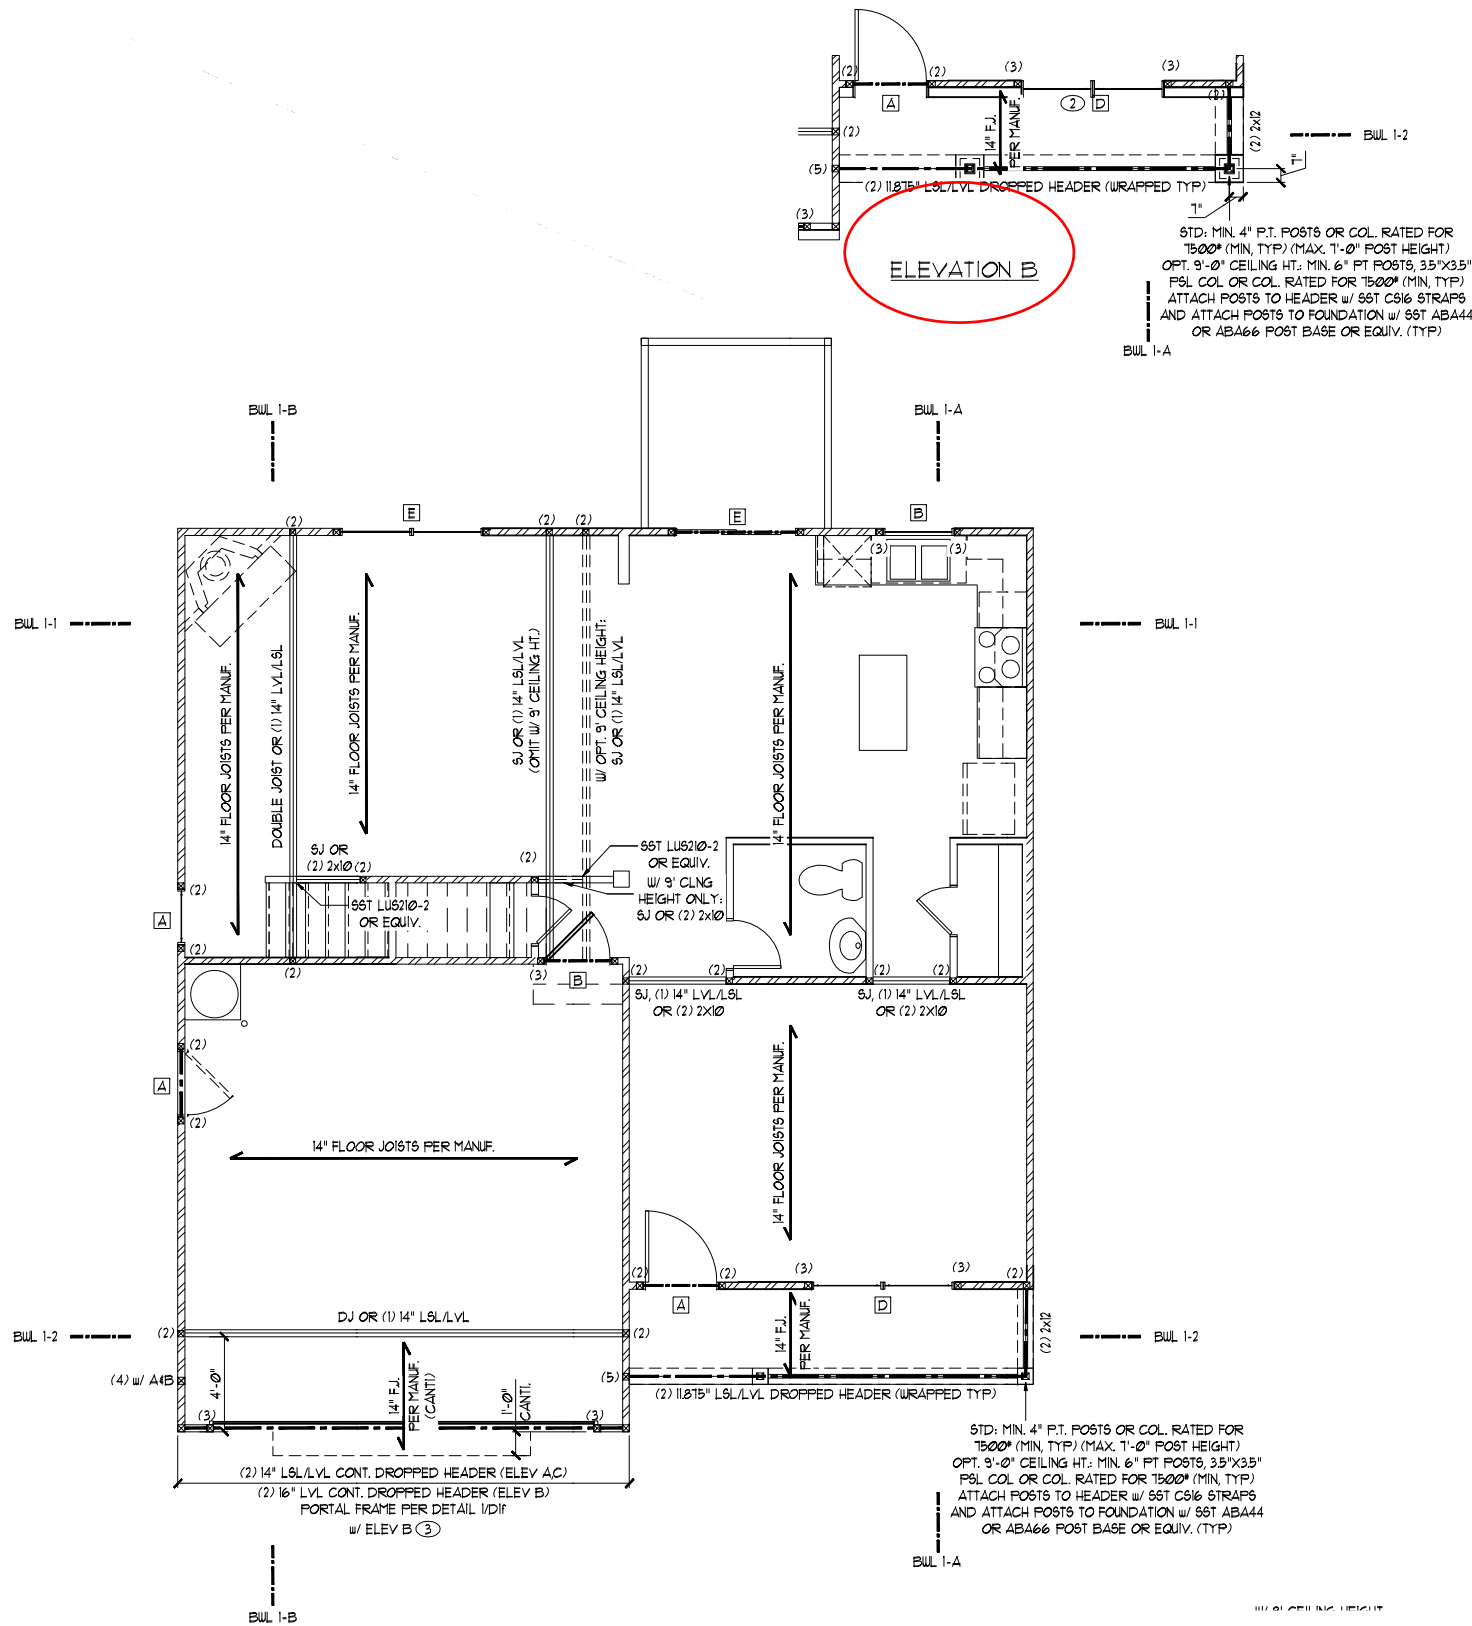 (2)
(2)
(3)
(3)
A
2
D
(2)
(2)
14" F.J.
PER MANUF.
(2) 2x12
BWL 1-2
7"
(5)
(2) 11.875" LSL/LVL DROPPED HEADER (WRAPPED TYP)
(3)
7"
ELEVATION B
STD: MIN. 4" P.T. POSTS OR COL. RATED FOR
7500# (MIN, TYP) (MAX. 7'-0" POST HEIGHT)
OPT. 9'-0" CEILING HT.: MIN. 6" PT POSTS, 3.5"X3.5"
PSL COL OR COL. RATED FOR 7500# (MIN, TYP)
ATTACH POSTS TO HEADER w/ SST CS16 STRAPS
AND ATTACH POSTS TO FOUNDATION w/ SST ABA44
OR ABA66 POST BASE OR EQUIV. (TYP)
BWL 1-A
BWL 1-B
BWL 1-A
(2)
E
(2)
(2)
E
B
(3)
(3)
BWL 1-1
BWL 1-1
14" FLOOR JOISTS PER MANUF.
DOUBLE JOIST OR (1) 14" LVL/LSL
14" FLOOR JOISTS PER MANUF.
SJ OR (1) 14" LSL/LVL
(OMIT W/ 9' CEILING HT.)
W/ OPT. 9' CEILING HEIGHT:
SJ OR (1) 14" LSL/LVL
14" FLOOR JOISTS PER MANUF.
SJ OR
(2) 2x10 (2)
(2)
SST LUS210-2
OR EQUIV.
W/ 9' CLNG
HEIGHT ONLY:
SJ OR (2) 2x10
SST LUS210-2
OR EQUIV.
(2)
A
(2)
(2)
(3)
B
(2)
(2)
(2)
(2)
SJ, (1) 14" LVL/LSL
OR (2) 2X10
SJ, (1) 14" LVL/LSL
OR (2) 2X10
(2)
A
(2)
14" FLOOR JOISTS PER MANUF.
14" FLOOR JOISTS PER MANUF.
(2)
(2)
(3)
(3)
(2)
A
D
DJ OR (1) 14" LSL/LVL
BWL 1-2
(2)
(2)
14" F.J.
PER MANUF.
(2) 2x12
BWL 1-2
(4) w/ A&B
4'-0"
14" F.J.
PER MANUF.
(CANTI)
1'-0"
CANTI.
(5)
(2) 11.875" LSL/LVL DROPPED HEADER (WRAPPED TYP)
(3)
(3)
(2) 14" LSL/LVL CONT. DROPPED HEADER (ELEV A,C)
(2) 16" LVL CONT. DROPPED HEADER (ELEV B)
PORTAL FRAME PER DETAIL 1/D1f
w/ ELEV B 3
STD: MIN. 4" P.T. POSTS OR COL. RATED FOR
7500# (MIN, TYP) (MAX. 7'-0" POST HEIGHT)
OPT. 9'-0" CEILING HT.: MIN. 6" PT POSTS, 3.5"X3.5"
PSL COL OR COL. RATED FOR 7500# (MIN, TYP)
ATTACH POSTS TO HEADER w/ SST CS16 STRAPS
AND ATTACH POSTS TO FOUNDATION w/ SST ABA44
OR ABA66 POST BASE OR EQUIV. (TYP)
BWL 1-A
BWL 1-B